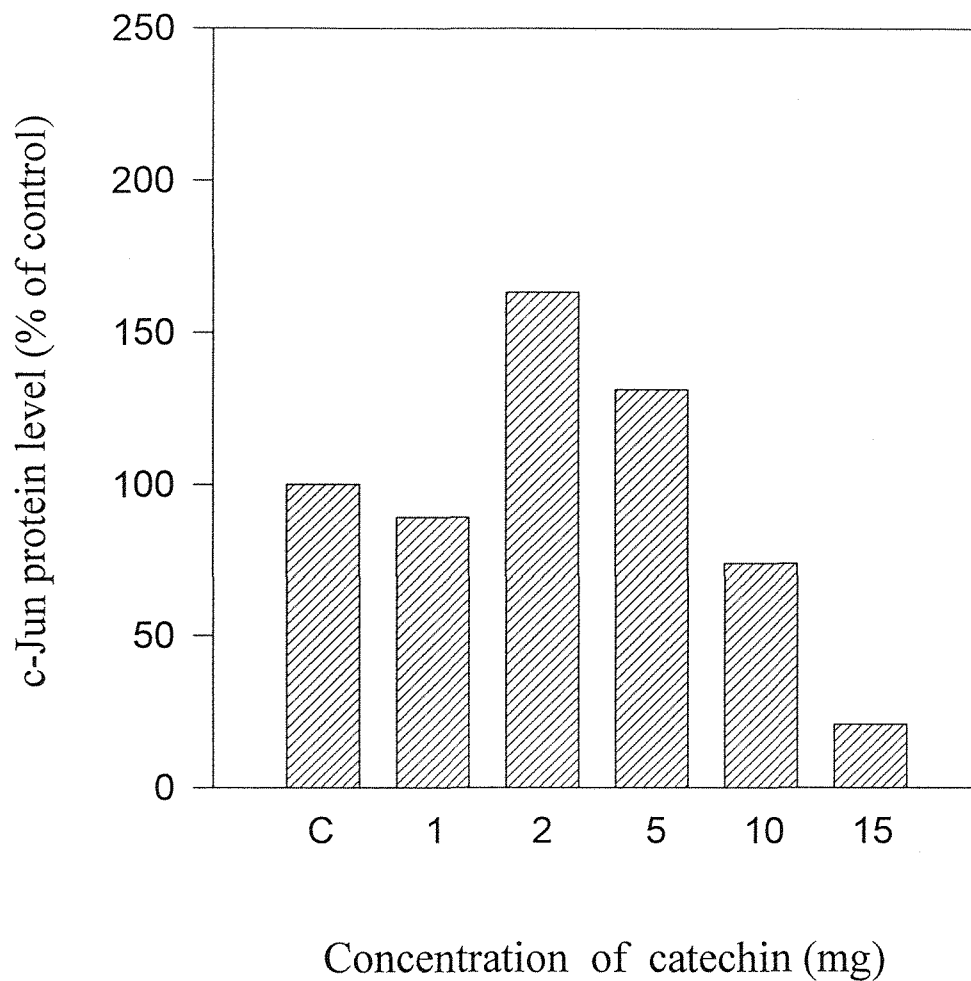 250
200
150
100
50
0
c-Jun protein level (% of control)
C 1 2 5 10 15
Concentration of catechin (mg)